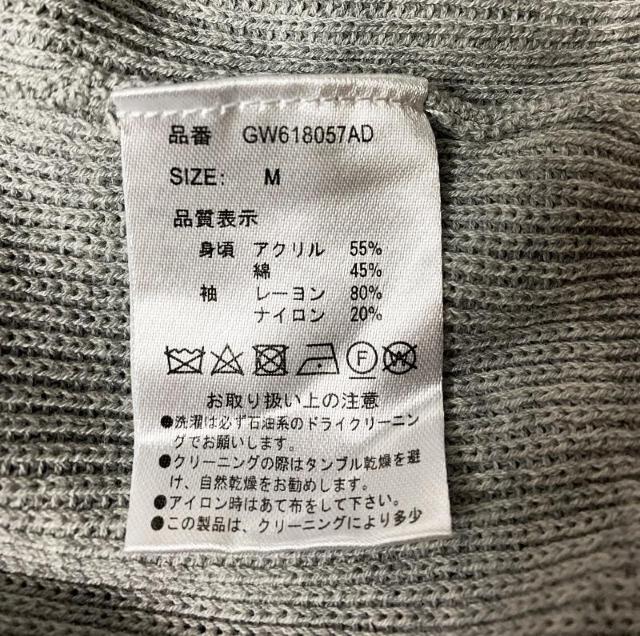 品番 GW618057AD
SIZE: M
品質表示
身頃 アクリル 55%
綿 45%
袖 レーヨン 80%
ナイロン 20%
F W
お取り扱い上の注意
●洗濯は必ず石油系のドライクリーニン
グでお願いします。
●クリーニングの際はタンブル乾燥を避
け、自然乾燥をお勧めします。
●アイロン時はあて布をして下さい。
●この製品は、クリーニングにより多少